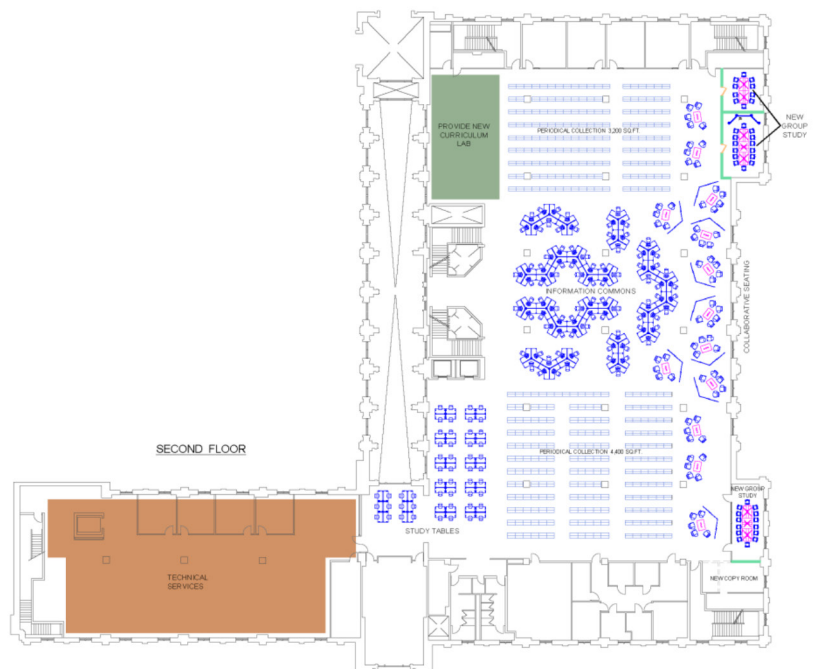 PROVIDE NEW
CURRICULUM
LAB
PERIODICAL COLLECTION 3,200 SQ.FT.
NEW
GROUP
STUDY
INFORMATION COMMONS
COLLABORATIVE SEATING
SECOND FLOOR
PERIODICAL COLLECTION 4,400 SQ.FT.
NEW GROUP
STUDY
STUDY TABLES
TECHNICAL
SERVICES
NEW COPY ROOM